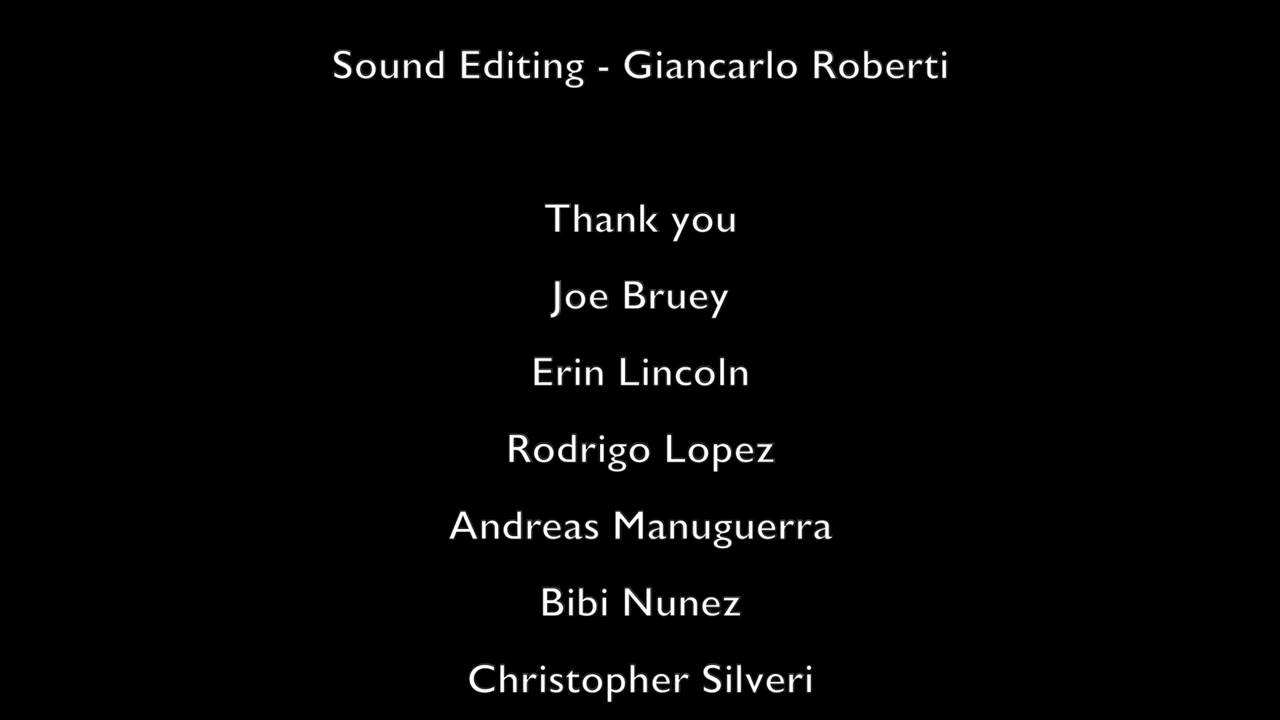 Sound Editing - Giancarlo Roberti
Thank you
Joe Bruey
Erin Lincoln
Rodrigo Lopez
Andreas Manuguerra
Bibi Nunez
Christopher Silveri